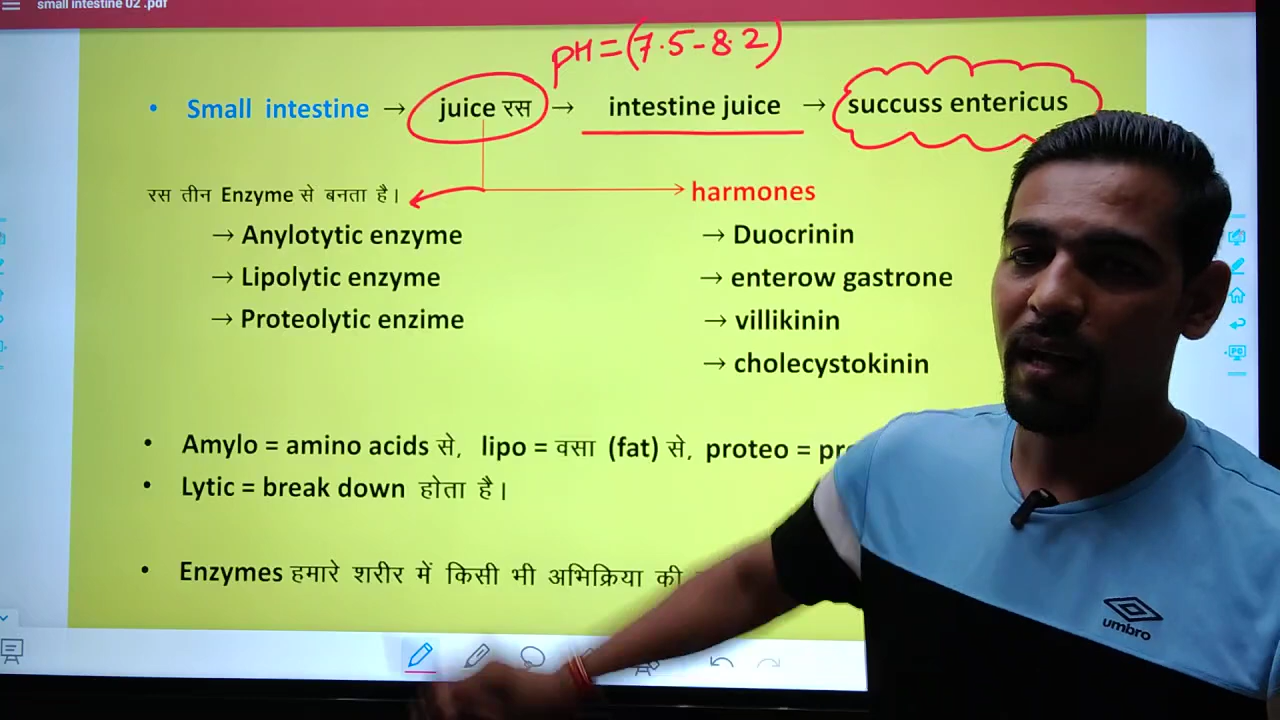 small intestine 02 .pdf
pH=(7.5-8.2)
• Small intestine → juice रस → intestine juice → succuss entericus
रस तीन Enzyme से बनता है।
harmones
→ Anylotytic enzyme
→ Duocrinin
→ Lipolytic enzyme
→ enterow gastrone
→ Proteolytic enzime
→ villikinin
→ cholecystokinin
• Amylo = amino acids से, lipo = वसा (fat) से, proteo =
• Lytic = break down होता है।
• Enzymes हमारे शरीर में किसी भी अभिक्रिया की
umbro